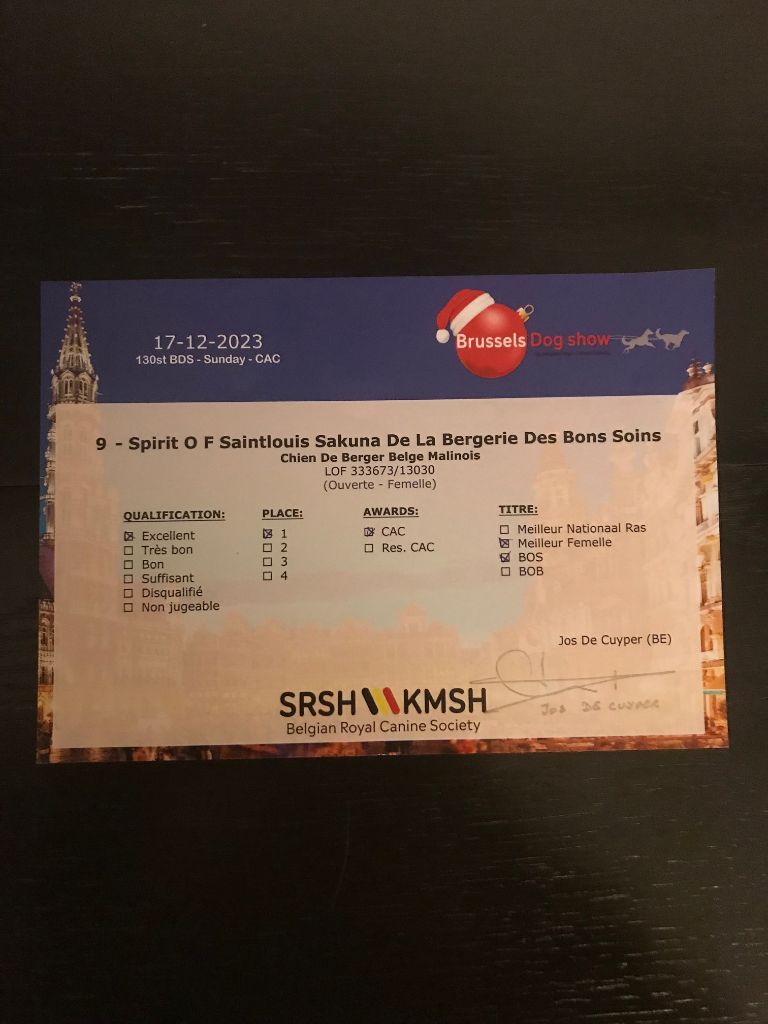 17-12-2023
130st BDS - Sunday - CAC
Brussels Dog show
9 - Spirit O F Saintlouis Sakuna De La Bergerie Des Bons Soins
Chien De Berger Belge Malinois
LOF 333673/13030
(Ouverte - Femelle)
QUALIFICATION:
☒ Excellent
☐ Très bon
☐ Bon
☐ Suffisant
☐ Disqualifié
☐ Non jugeable
PLACE:
☒ 1
☐ 2
☐ 3
☐ 4
AWARDS:
☒ CAC
☐ Res. CAC
TITRE:
☐ Meilleur Nationaal Ras
☒ Meilleur Femelle
☒ BOS
☐ BOB
Jos De Cuyper (BE)
JOS DE CUYPER
SRSH KMSH
Belgian Royal Canine Society